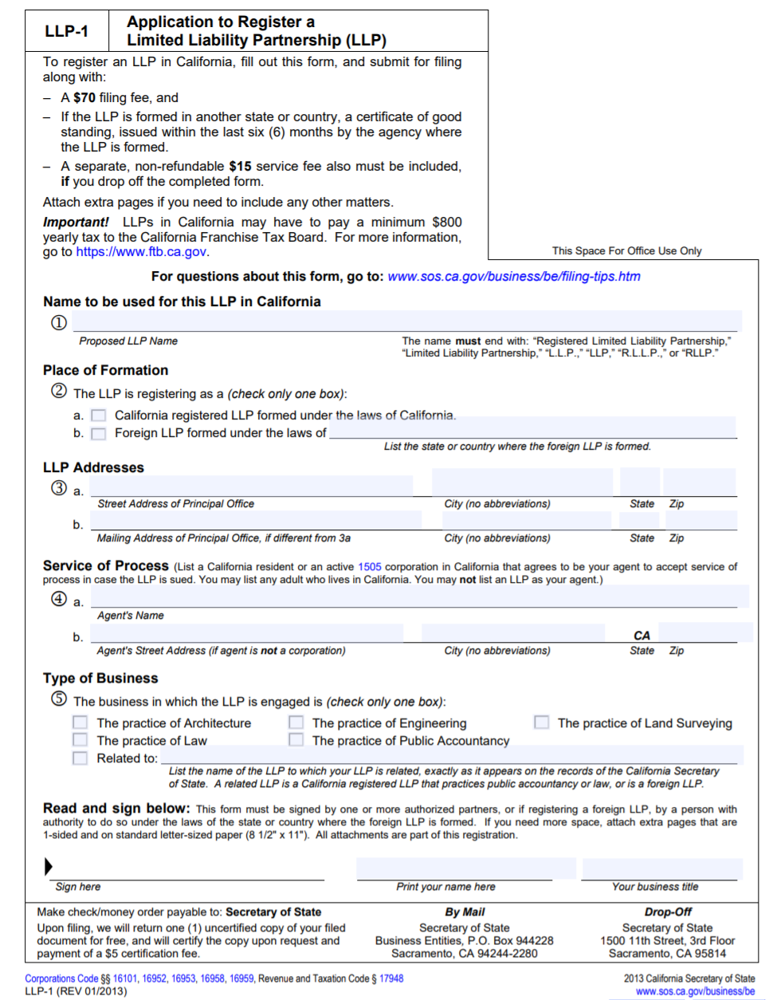 LLP-1
Application to Register a
Limited Liability Partnership (LLP)
To register an LLP in California, fill out this form, and submit for filing
along with:
– A $70 filing fee, and
– If the LLP is formed in another state or country, a certificate of good
standing, issued within the last six (6) months by the agency where
the LLP is formed.
– A separate, non-refundable $15 service fee also must be included,
if you drop off the completed form.
Attach extra pages if you need to include any other matters.
Important! LLPs in California may have to pay a minimum $800
yearly tax to the California Franchise Tax Board. For more information,
go to https://www.ftb.ca.gov.
This Space For Office Use Only
For questions about this form, go to: www.sos.ca.gov/business/be/filing-tips.htm
Name to be used for this LLP in California
①
Proposed LLP Name
The name must end with: “Registered Limited Liability Partnership,”
“Limited Liability Partnership,” “L.L.P.,” “LLP,” “R.L.L.P.,” or “RLLP.”
Place of Formation
② The LLP is registering as a (check only one box):
a. California registered LLP formed under the laws of California.
b. Foreign LLP formed under the laws of
List the state or country where the foreign LLP is formed.
LLP Addresses
③ a.
Street Address of Principal Office City (no abbreviations) State Zip
b.
Mailing Address of Principal Office, if different from 3a City (no abbreviations) State Zip
Service of Process (List a California resident or an active 1505 corporation in California that agrees to be your agent to accept service of
process in case the LLP is sued. You may list any adult who lives in California. You may not list an LLP as your agent.)
④ a.
Agent's Name
b. CA
Agent's Street Address (if agent is not a corporation) City (no abbreviations) State Zip
Type of Business
⑤ The business in which the LLP is engaged is (check only one box):
The practice of Architecture The practice of Engineering The practice of Land Surveying
The practice of Law The practice of Public Accountancy
Related to:
List the name of the LLP to which your LLP is related, exactly as it appears on the records of the California Secretary
of State. A related LLP is a California registered LLP that practices public accountancy or law, or is a foreign LLP.
Read and sign below: This form must be signed by one or more authorized partners, or if registering a foreign LLP, by a person with
authority to do so under the laws of the state or country where the foreign LLP is formed. If you need more space, attach extra pages that are
1-sided and on standard letter-sized paper (8 1/2" x 11"). All attachments are part of this registration.
Sign here Print your name here Your business title
Make check/money order payable to: Secretary of State
Upon filing, we will return one (1) uncertified copy of your filed
document for free, and will certify the copy upon request and
payment of a $5 certification fee.
By Mail
Secretary of State
Business Entities, P.O. Box 944228
Sacramento, CA 94244-2280
Drop-Off
Secretary of State
1500 11th Street, 3rd Floor
Sacramento, CA 95814
Corporations Code §§ 16101, 16952, 16953, 16958, 16959, Revenue and Taxation Code § 17948
LLP-1 (REV 01/2013)
2013 California Secretary of State
www.sos.ca.gov/business/be